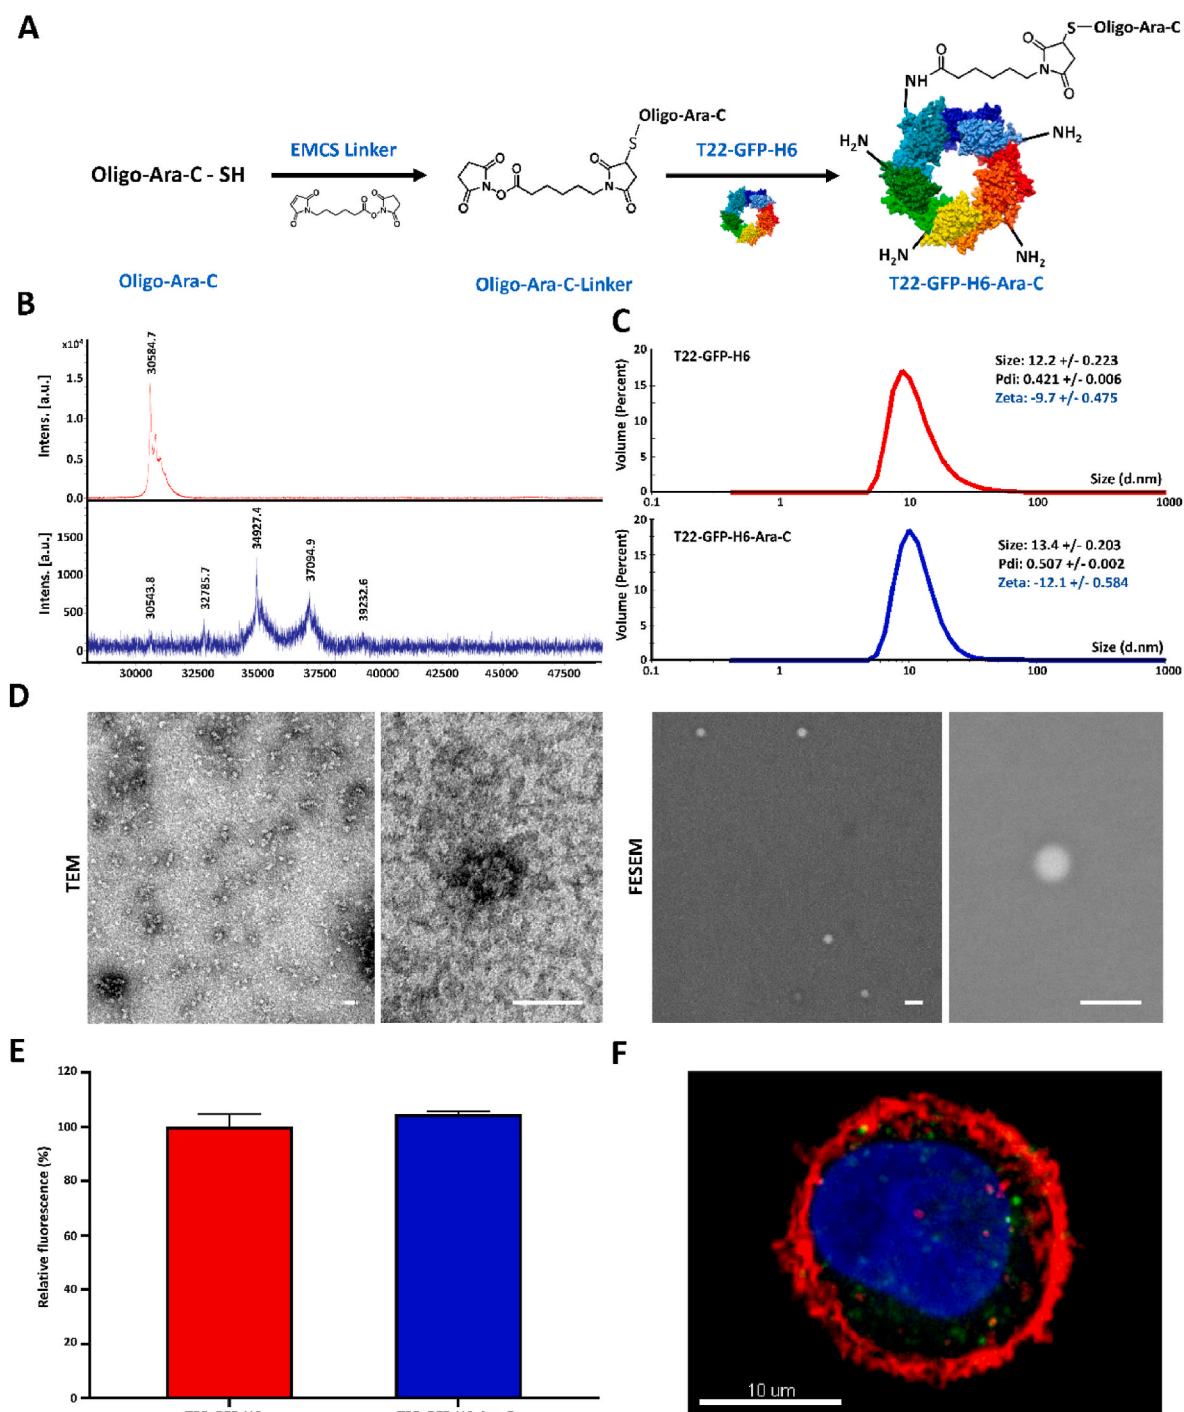 A
S
Oligo-Ara-C
O
N
O
O
NH
Oligo-Ara-C
S
EMCS Linker
T22-GFP-H6
H₂N
NH₂
Oligo-Ara-C - SH
O
O
N
O
O
O
N
O
O
N
O
O
O
N
O
O
H₂N
NH₂
Oligo-Ara-C
Oligo-Ara-C-Linker
T22-GFP-H6-Ara-C
B
x10⁴
Intens. [a.u.]
1.5
1.0
0.5
0.0
30584.7
Intens. [a.u.]
1500
1000
500
0
30543.8
32785.7
34927.4
37094.9
39232.6
30000 32500 35000 37500 40000 42500 45000 47500
C
T22-GFP-H6
Size: 12.2 +/- 0.223
Pdi: 0.421 +/- 0.006
Zeta: -9.7 +/- 0.475
Volume (Percent)
20
15
10
5
0
0.1 1 10 100 1000
Size (d.nm)
T22-GFP-H6-Ara-C
Size: 13.4 +/- 0.203
Pdi: 0.507 +/- 0.002
Zeta: -12.1 +/- 0.584
Volume (Percent)
20
15
10
5
0
0.1 1 10 100 1000
Size (d.nm)
D
TEM
FESEM
E
Relative fluorescence (%)
120
100
80
60
40
20
0
F
10 um